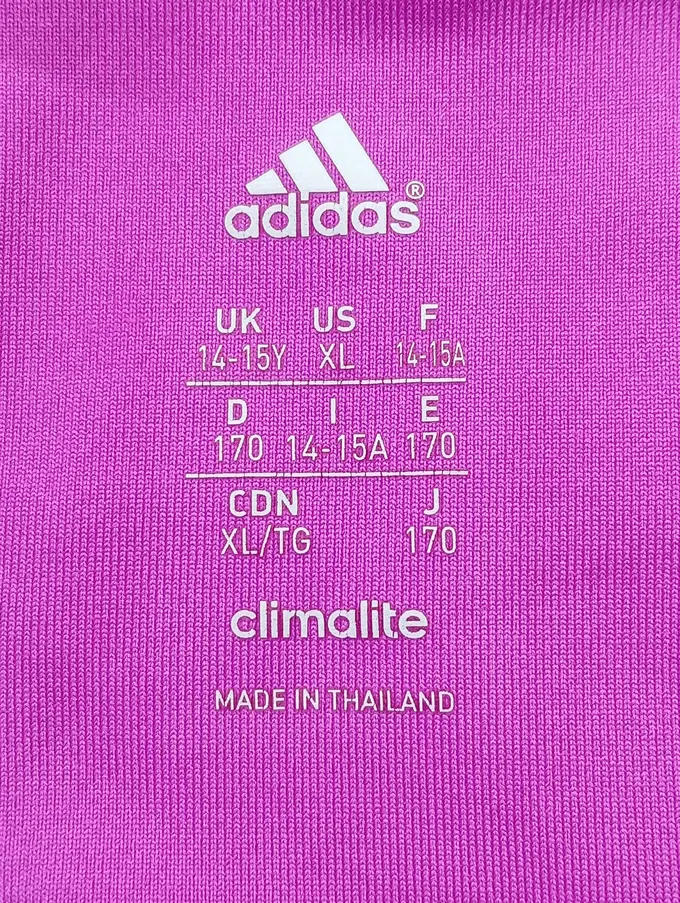 adidas®
UK US F
14-15Y XL 14-15A
D I E
170 14-15A 170
CDN J
XL/TG 170
climalite
MADE IN THAILAND